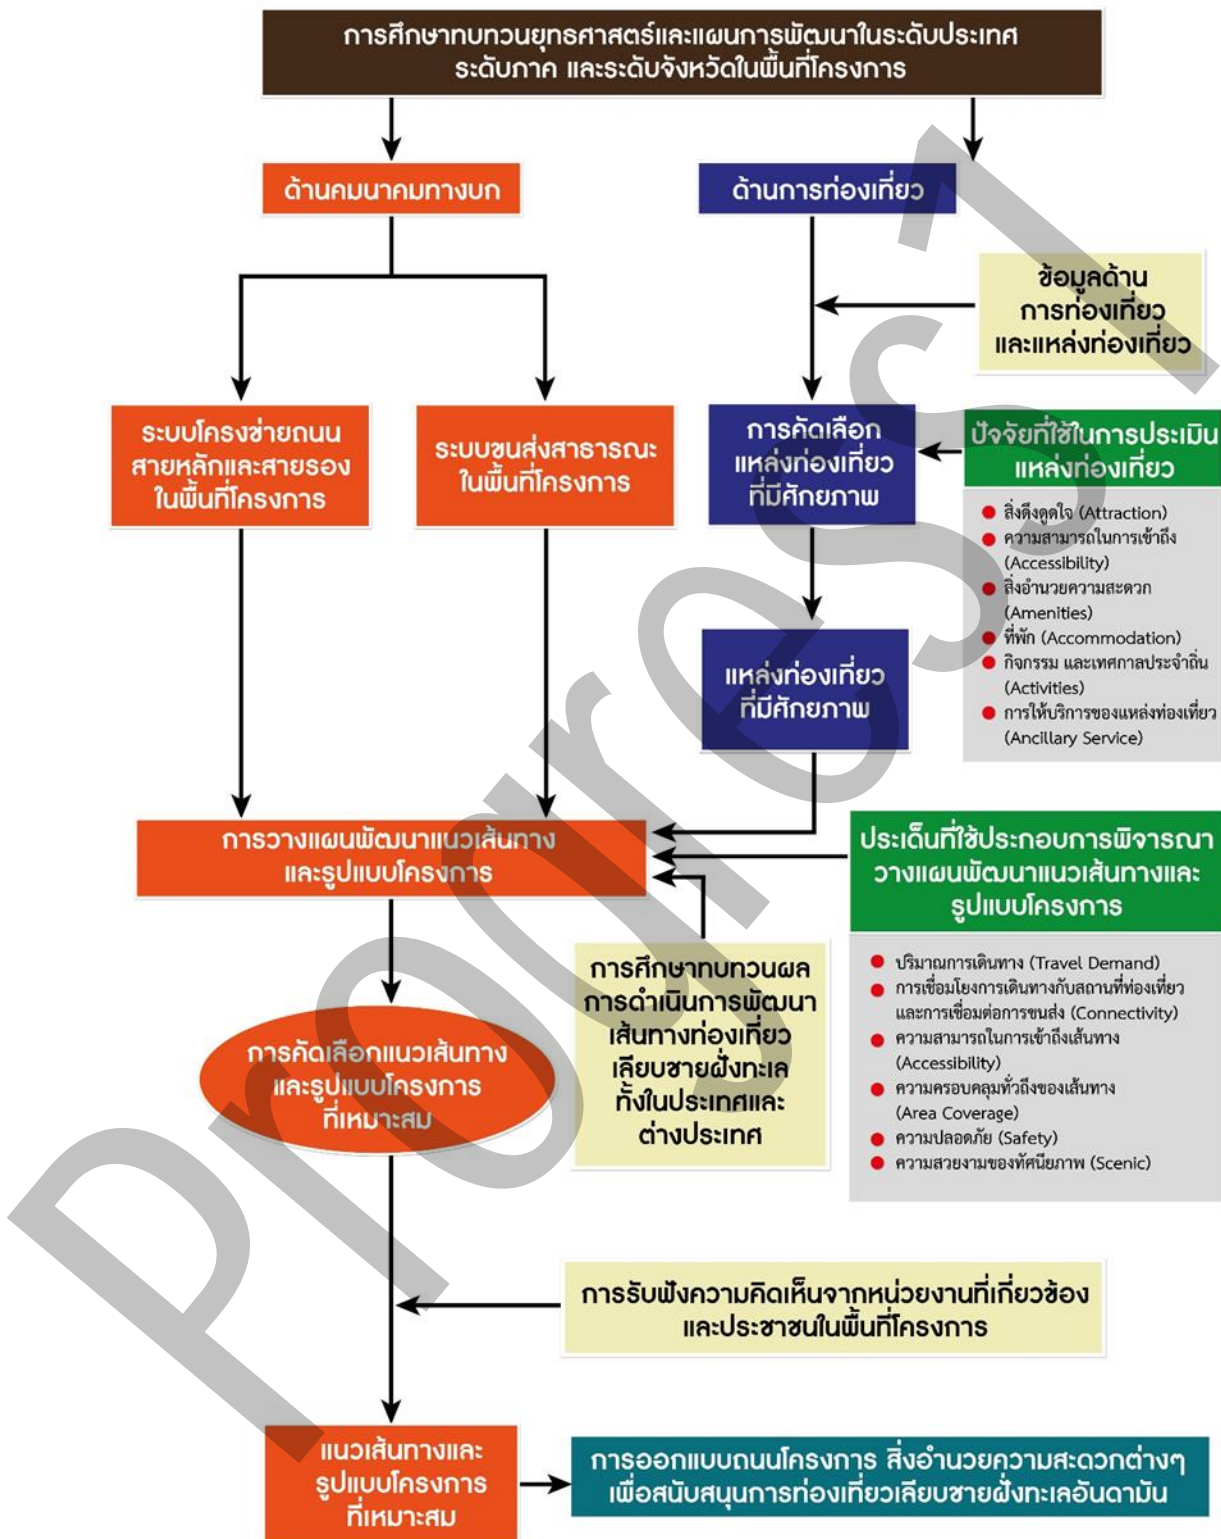 การศึกษาทบทวนยุทธศาสตร์และแผนการพัฒนาในระดับประเทศ
ระดับภาค และระดับจังหวัดในพื้นที่โครงการ
ด้านคมนาคมทางบก
ด้านการท่องเที่ยว
ข้อมูลด้าน
การท่องเที่ยว
และแหล่งท่องเที่ยว
ระบบโครงข่ายถนน
สายหลักและสายรอง
ในพื้นที่โครงการ
ระบบขนส่งสาธารณะ
ในพื้นที่โครงการ
การคัดเลือก
แหล่งท่องเที่ยว
ที่มีศักยภาพ
ปัจจัยที่ใช้ในการประเมิน
แหล่งท่องเที่ยว
สิ่งดึงดูดใจ (Attraction)
ความสามารถในการเข้าถึง
(Accessibility)
สิ่งอำนวยความสะดวก
(Amenities)
ที่พัก (Accommodation)
กิจกรรม และเทศกาลประจำถิ่น
(Activities)
การให้บริการของแหล่งท่องเที่ยว
(Ancillary Service)
แหล่งท่องเที่ยว
ที่มีศักยภาพ
การวางแผนพัฒนาแนวเส้นทาง
และรูปแบบโครงการ
ประเด็นที่ใช้ประกอบการพิจารณา
วางแผนพัฒนาแนวเส้นทางและ
รูปแบบโครงการ
ปริมาณการเดินทาง (Travel Demand)
การเชื่อมโยงการเดินทางกับสถานที่ท่องเที่ยว
และการเชื่อมต่อการขนส่ง (Connectivity)
ความสามารถในการเข้าถึงเส้นทาง
(Accessibility)
ความครอบคลุมทั่วถึงของเส้นทาง
(Area Coverage)
ความปลอดภัย (Safety)
ความสวยงามของทัศนียภาพ (Scenic)
การศึกษาทบทวนผล
การดำเนินการพัฒนา
เส้นทางท่องเที่ยว
เลียบชายฝั่งทะเล
ทั้งในประเทศและ
ต่างประเทศ
การคัดเลือกแนวเส้นทาง
และรูปแบบโครงการ
ที่เหมาะสม
การรับฟังความคิดเห็นจากหน่วยงานที่เกี่ยวข้อง
และประชาชนในพื้นที่โครงการ
แนวเส้นทางและ
รูปแบบโครงการ
ที่เหมาะสม
การออกแบบถนนโครงการ สิ่งอำนวยความสะดวกต่างๆ
เพื่อสนับสนุนการท่องเที่ยวเลียบชายฝั่งทะเลอันดามัน
Progress 1